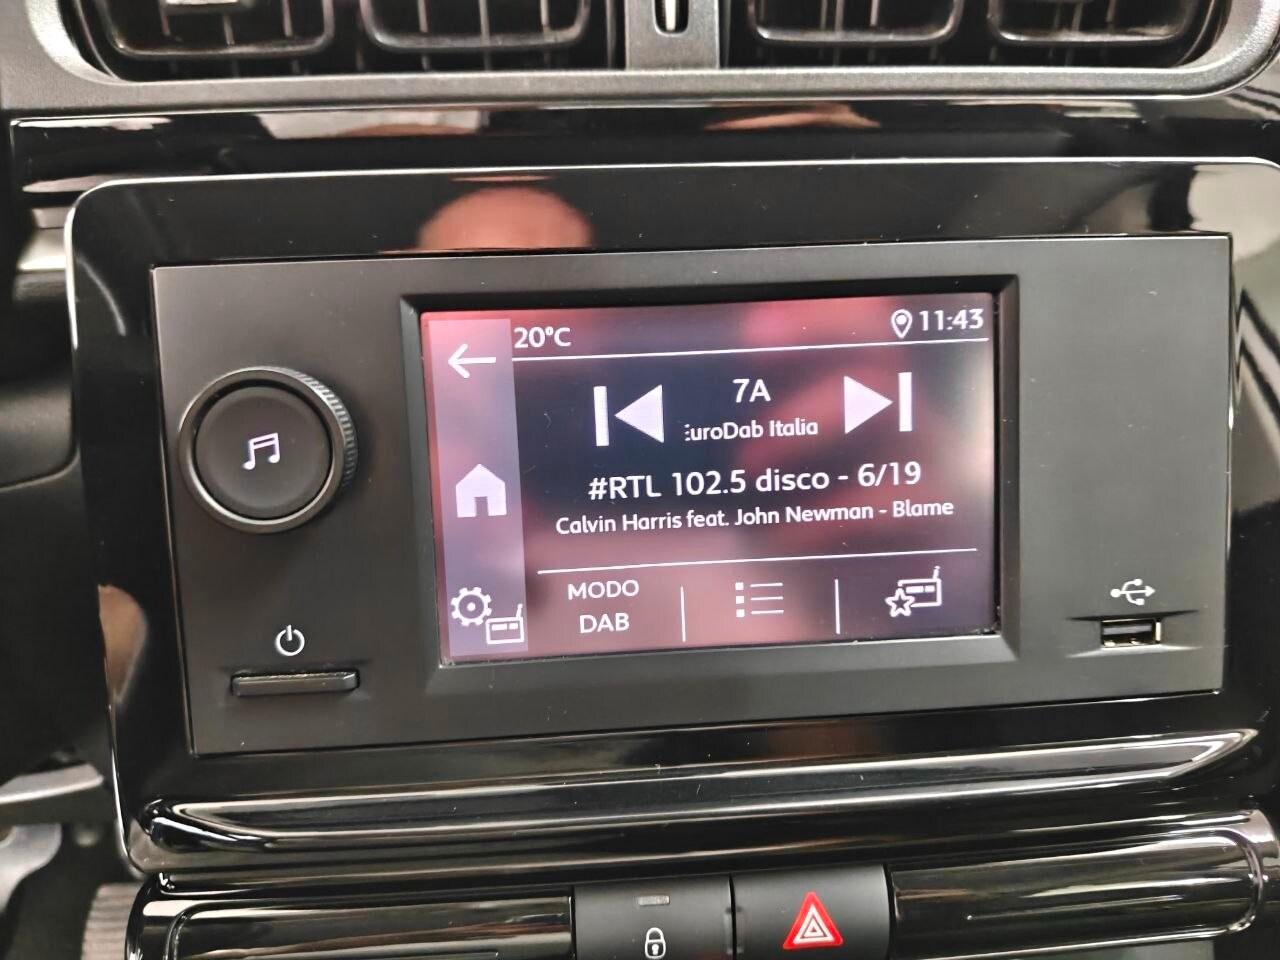 20°C
11:43
7A
:uroDab Italia
#RTL 102.5 disco - 6/19
Calvin Harris feat. John Newman - Blame
MODO
DAB